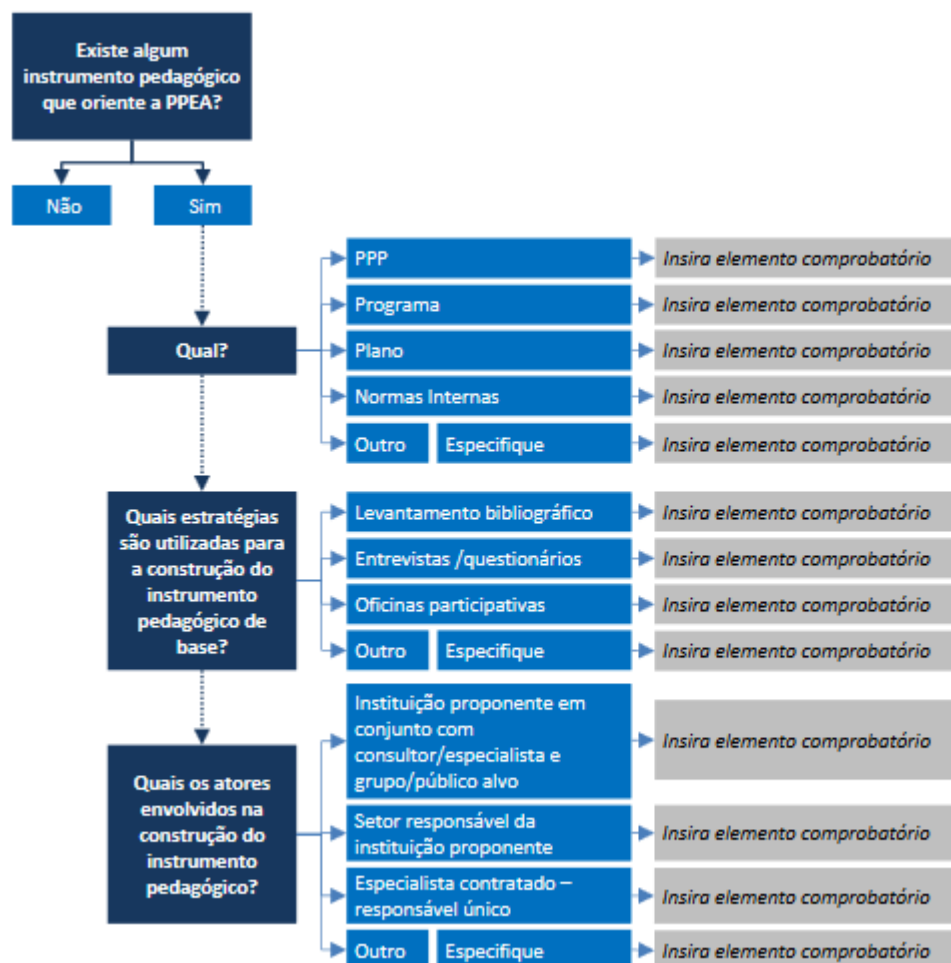 Existe algum
instrumento pedagógico
que oriente a PPEA?
Não
Sim
Qual?
PPP
Insira elemento comprobatório
Programa
Insira elemento comprobatório
Plano
Insira elemento comprobatório
Normas Internas
Insira elemento comprobatório
Outro
Especifique
Insira elemento comprobatório
Quais estratégias
são utilizadas para
a construção do
instrumento
pedagógico de
base?
Levantamento bibliográfico
Insira elemento comprobatório
Entrevistas /questionários
Insira elemento comprobatório
Oficinas participativas
Insira elemento comprobatório
Outro
Especifique
Insira elemento comprobatório
Quais os atores
envolvidos na
construção do
instrumento
pedagógico?
Instituição proponente em
conjunto com
consultor/especialista e
grupo/público alvo
Insira elemento comprobatório
Setor responsável da
instituição proponente
Insira elemento comprobatório
Especialista contratado –
responsável único
Insira elemento comprobatório
Outro
Especifique
Insira elemento comprobatório